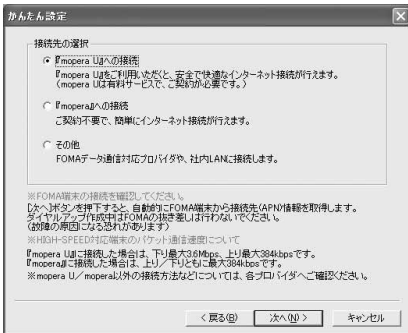 かんたん設定
接続先の選択
『mopera U』への接続
『mopera U』をご利用いただくと、安全で快適なインターネット接続が行えます。
(mopera Uは有料サービスで、ご契約が必要です。)
『mopera』への接続
ご契約不要で、簡単にインターネット接続が行えます。
その他
FOMAデータ通信対応プロバイダや、社内LANに接続します。
※FOMA端末の接続を確認してください。
[次へ]ボタンを押下すると、自動的にFOMA端末から接続先(APN)情報を取得します。
ダイヤルアップ作成中はFOMAの抜き差しは行わないでください。
(故障の原因になる恐れがあります)
※HIGH-SPEED対応端末のパケット通信速度について
『mopera U』に接続した場合は、下り最大3.6Mbps、上り最大384kbpsです。
『mopera』に接続した場合は、上り/下りともに最大384kbpsです。
※mopera U/mopera以外の接続方法などについては、各プロバイダへご確認ください。
< 戻る(B)
次へ(N) >
キャンセル